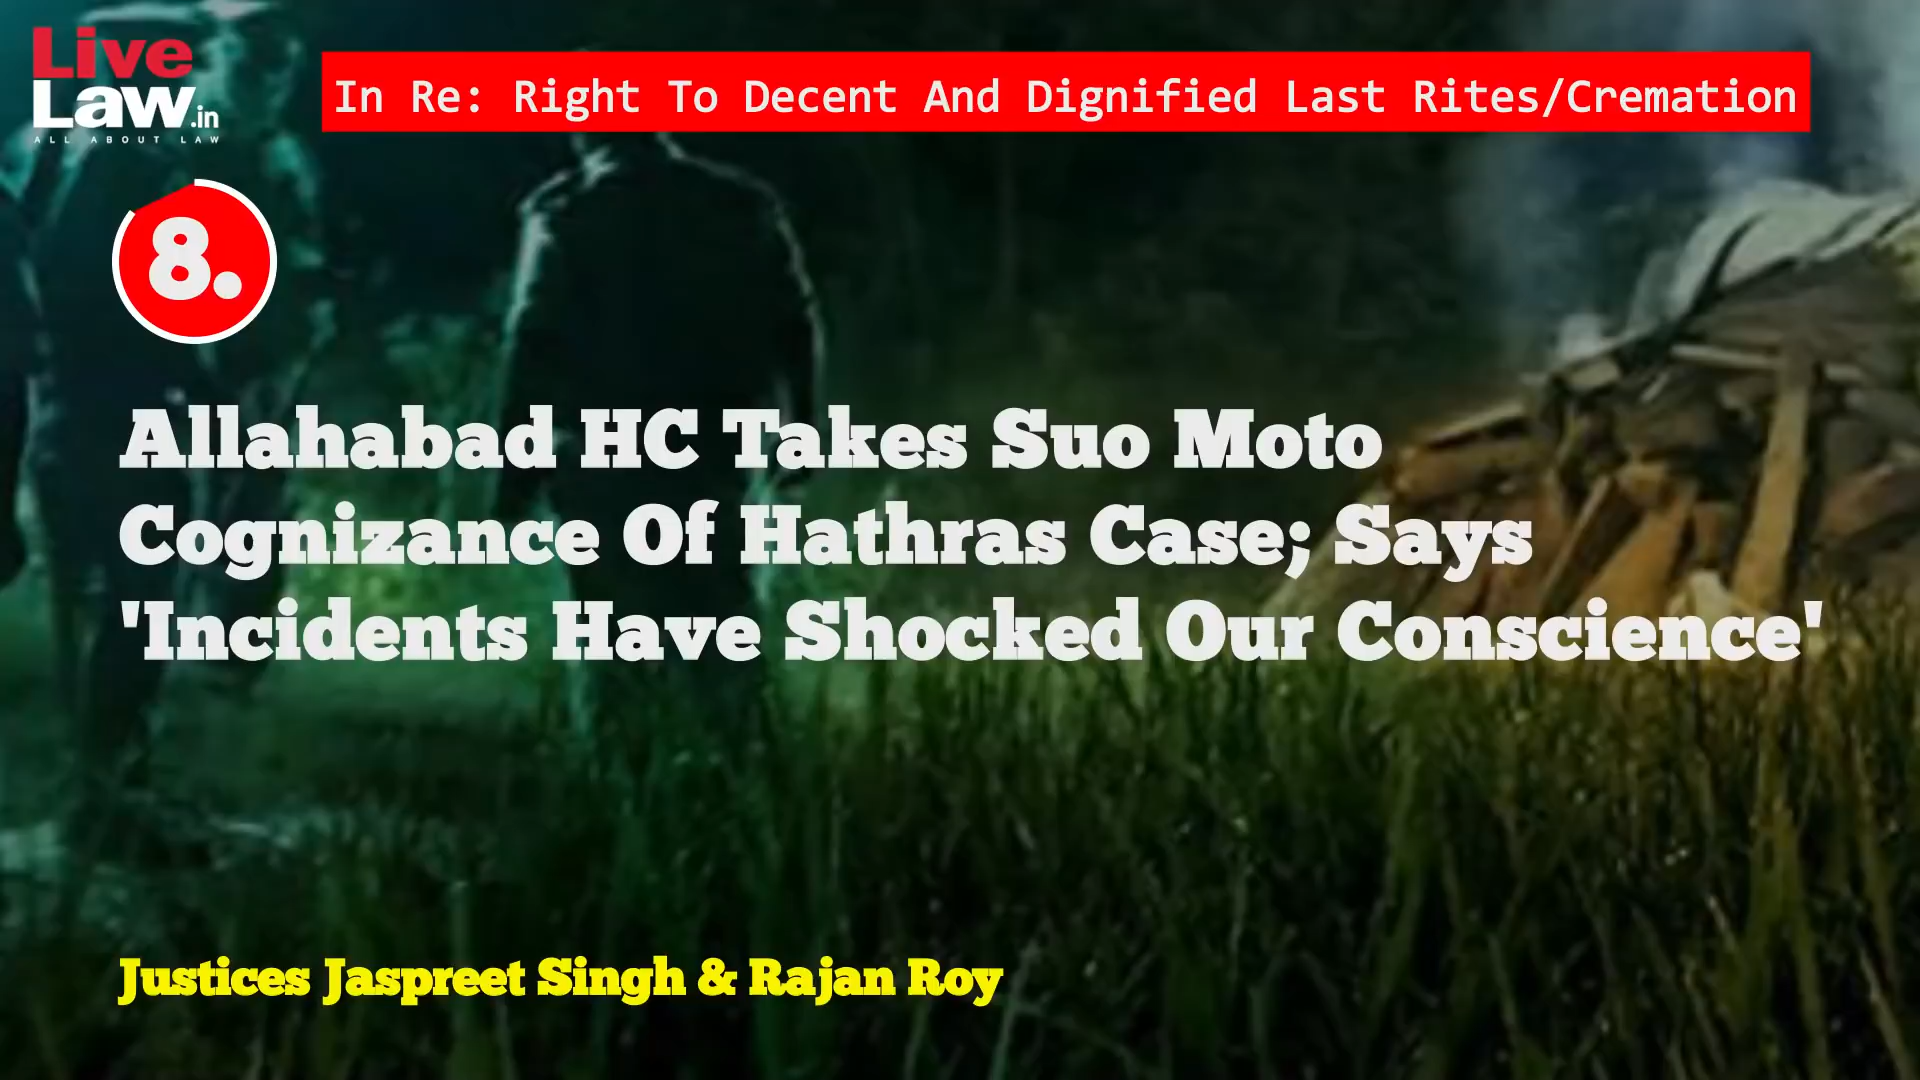 Live
Law.in
ALL ABOUT LAW
In Re: Right To Decent And Dignified Last Rites/Cremation
8.
Allahabad HC Takes Suo Moto
Cognizance Of Hathras Case; Says
'Incidents Have Shocked Our Conscience'
Justices Jaspreet Singh & Rajan Roy